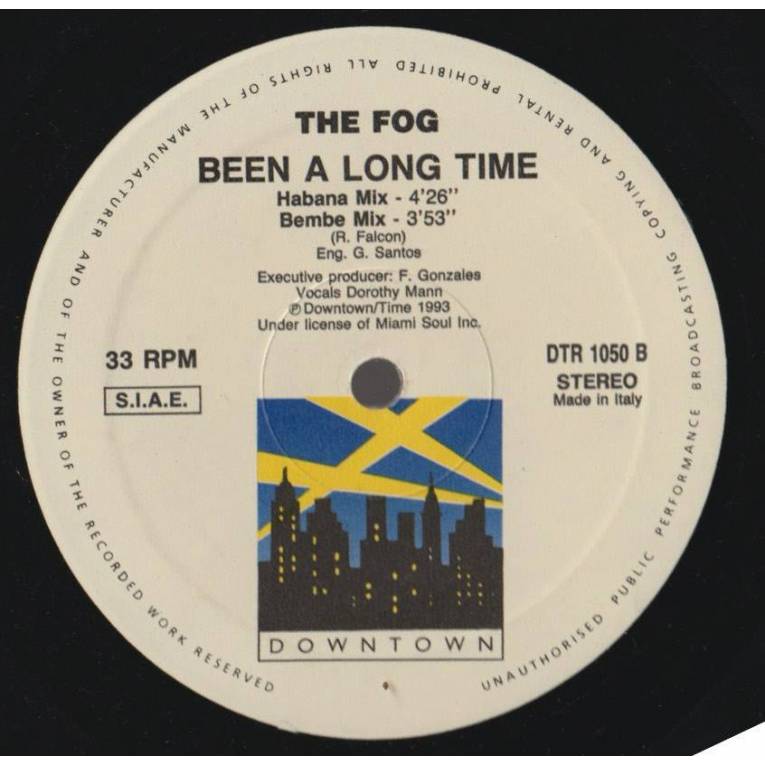 THE FOG
BEEN A LONG TIME
Habana Mix - 4'26''
Bembe Mix - 3'53''
(R. Falcon)
Eng. G. Santos
Executive producer: F. Gonzales
Vocals Dorothy Mann
℗ Downtown/Time 1993
Under license of Miami Soul Inc.
33 RPM
S.I.A.E.
DTR 1050 B
STEREO
Made in Italy
DOWNTOWN
ALL RIGHTS OF THE MANUFACTURER AND OF THE OWNER OF THE RECORDED WORK RESERVED
UNAUTHORISED PUBLIC PERFORMANCE BROADCASTING COPYING AND RENTAL PROHIBITED